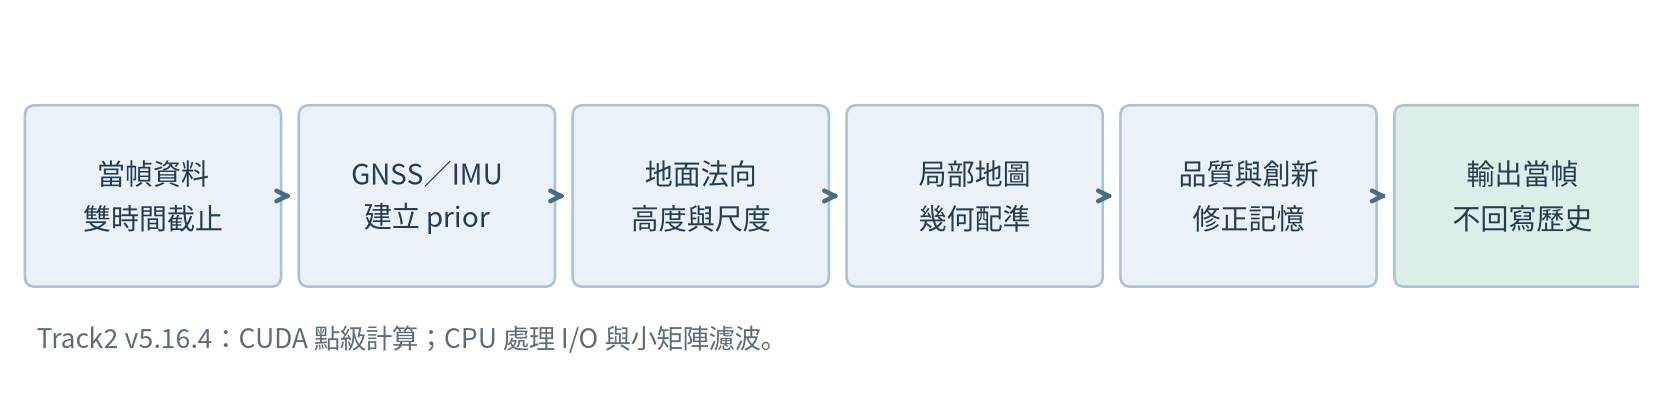 當幀資料
雙時間截止
GNSS／IMU
建立 prior
地面法向
高度與尺度
局部地圖
幾何配準
品質與創新
修正記憶
輸出當幀
不回寫歷史
Track2 v5.16.4：CUDA 點級計算；CPU 處理 I/O 與小矩陣濾波。